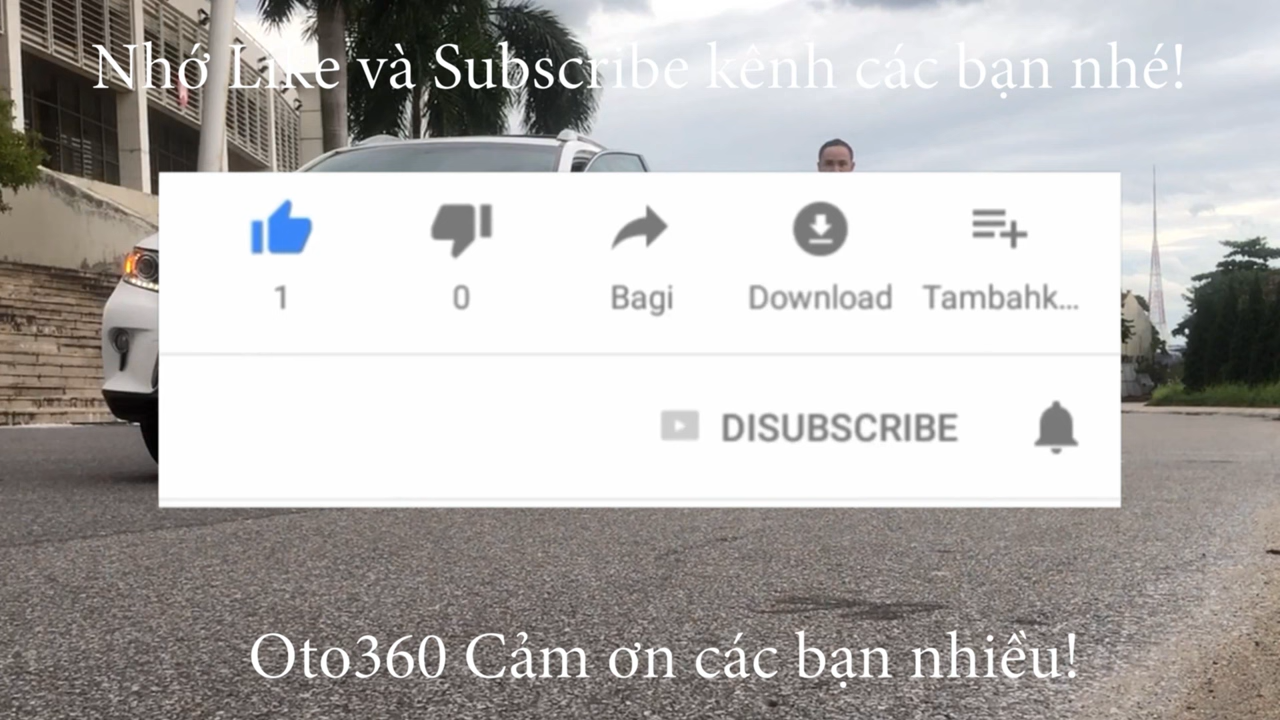 Nhớ Like và Subscribe kênh các bạn nhé!
1 0 Bagi Download Tambahk...
DISUBSCRIBE
Oto360 Cảm ơn các bạn nhiều!